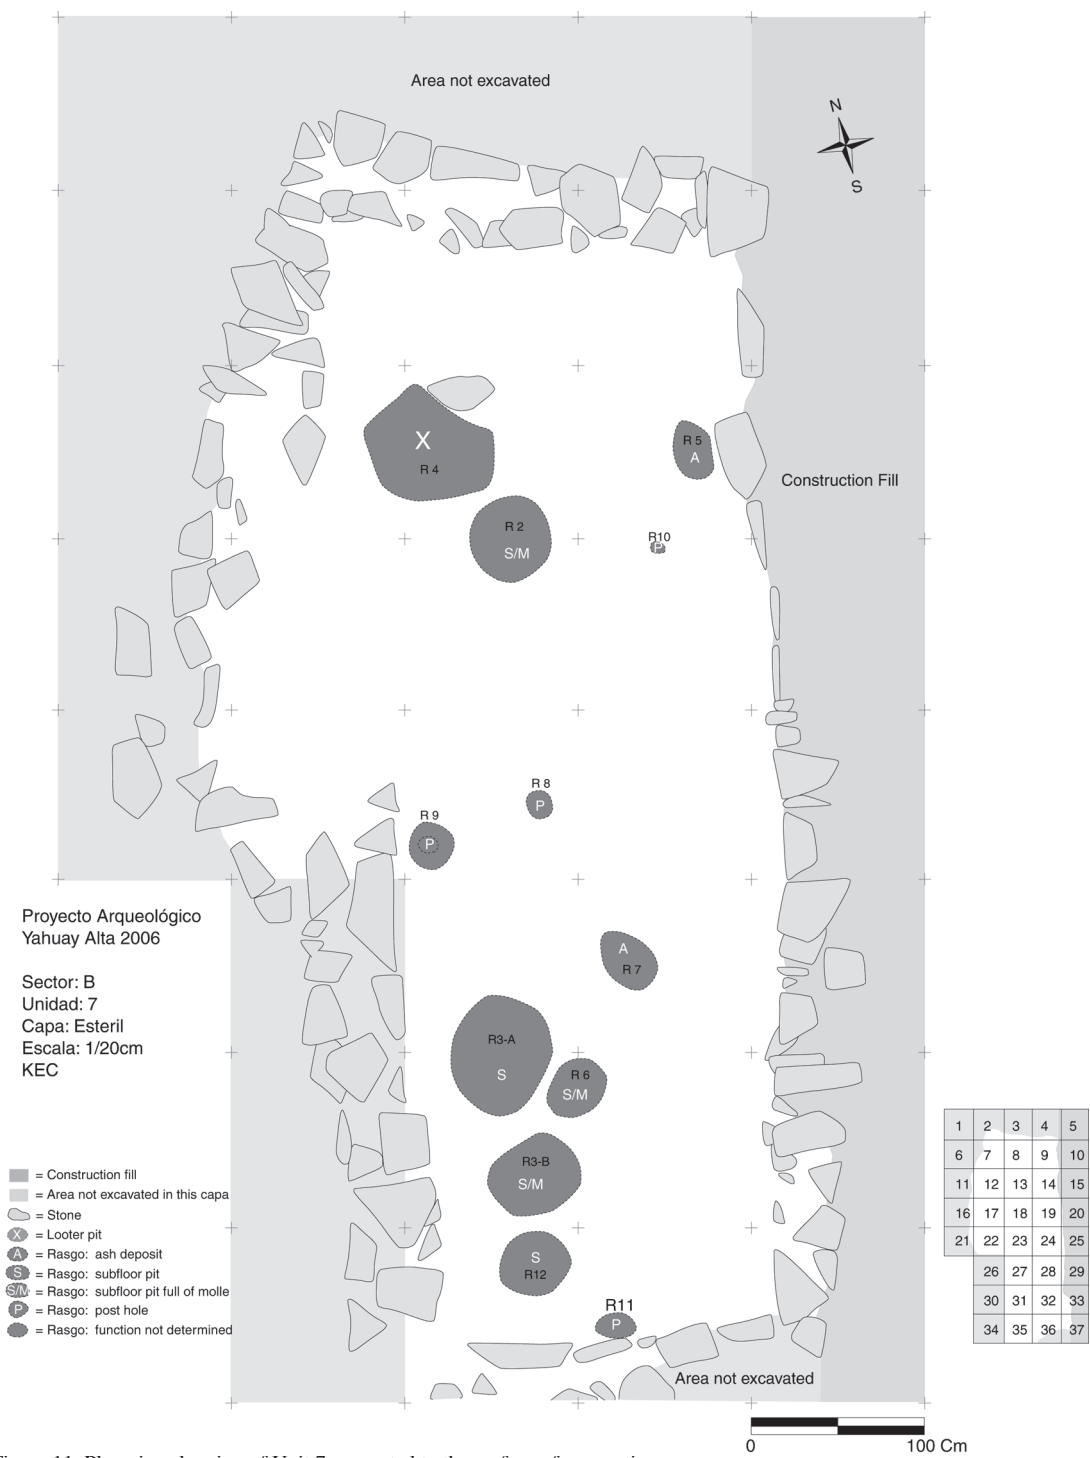 Area not excavated
N
S
X
R 4
R 5
A
Construction Fill
R 2
S/M
R10
P
R 8
P
R 9
P
A
R 7
R3-A
S
R 6
S/M
R3-B
S/M
S
R12
R11
P
Area not excavated
Proyecto Arqueológico
Yahuay Alta 2006
Sector: B
Unidad: 7
Capa: Esteril
Escala: 1/20cm
KEC
= Construction fill
= Area not excavated in this capa
= Stone
X = Looter pit
A = Rasgo: ash deposit
S = Rasgo: subfloor pit
S/M = Rasgo: subfloor pit full of molle
P = Rasgo: post hole
= Rasgo: function not determined
1 2 3 4 5
6 7 8 9 10
11 12 13 14 15
16 17 18 19 20
21 22 23 24 25
26 27 28 29
30 31 32 33
34 35 36 37
0 100 Cm